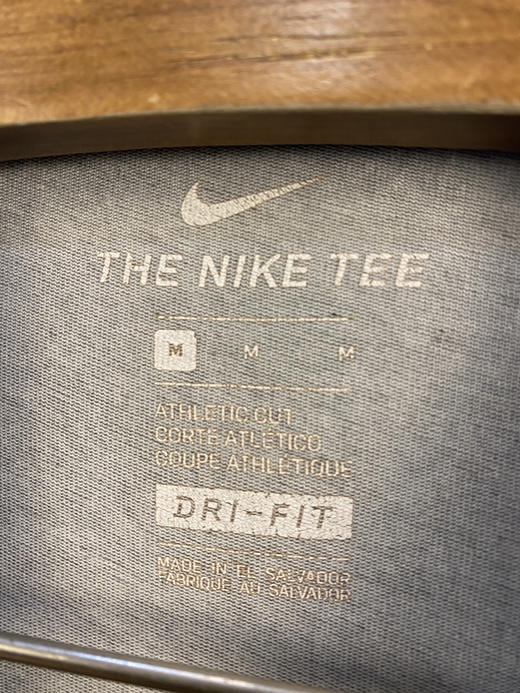 THE NIKE TEE
M M M
ATHLETIC CUT
CORTE ATLÉTICO
COUPE ATHLÉTIQUE
DRI-FIT
MADE IN EL SALVADOR
FABRIQUÉ AU SALVADOR